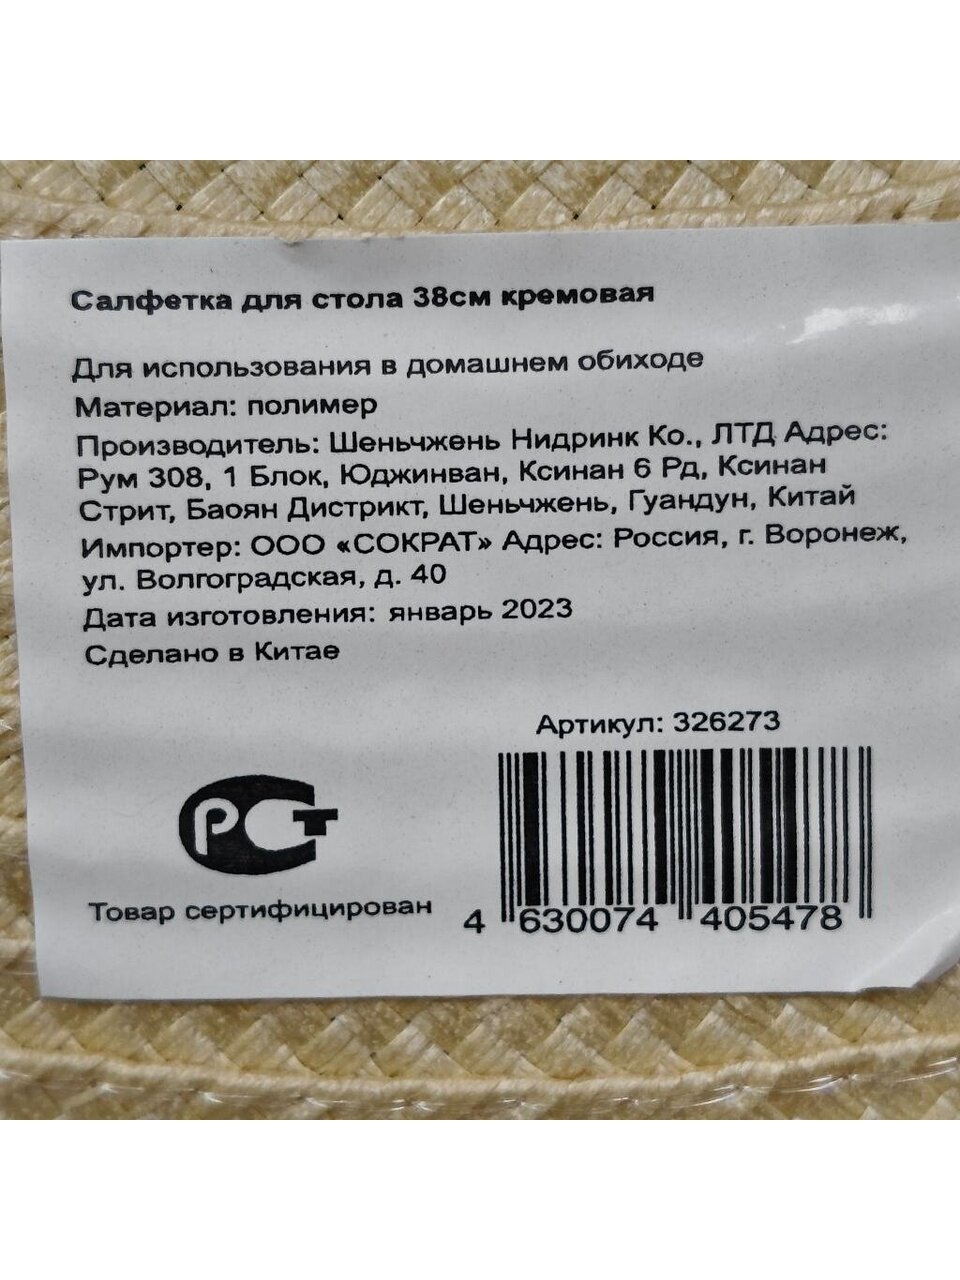 Салфетка для стола 38см кремовая
Для использования в домашнем обиходе
Материал: полимер
Производитель: Шеньчжень Нидринк Ко., ЛТД Адрес:
Рум 308, 1 Блок, Юджинван, Ксинан 6 Рд, Ксинан
Стрит, Баоян Дистрикт, Шеньчжень, Гуандун, Китай
Импортер: ООО «СОКРАТ» Адрес: Россия, г. Воронеж,
ул. Волгоградская, д. 40
Дата изготовления: январь 2023
Сделано в Китае
Артикул: 326273
РСТ
Товар сертифицирован
4 630074 405478